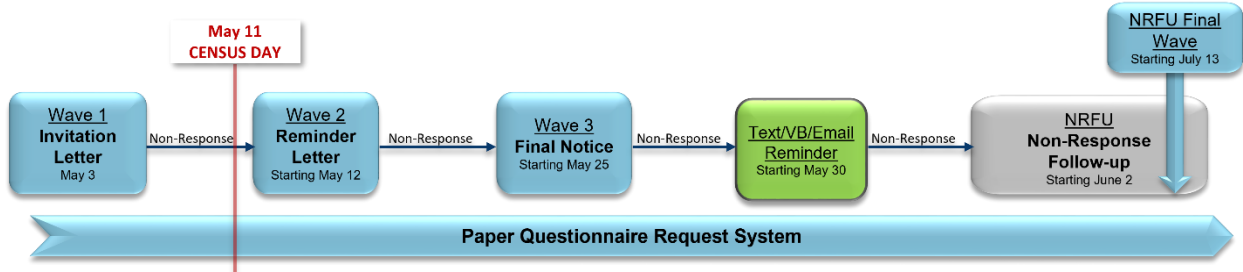 May 11
CENSUS DAY
NRFU Final
Wave
Starting July 13
Wave 1
Invitation
Letter
May 3
Non-Response
Wave 2
Reminder
Letter
Starting May 12
Non-Response
Wave 3
Final Notice
Starting May 25
Non-Response
Text/VB/Email
Reminder
Starting May 30
Non-Response
NRFU
Non-Response
Follow-up
Starting June 2
Paper Questionnaire Request System